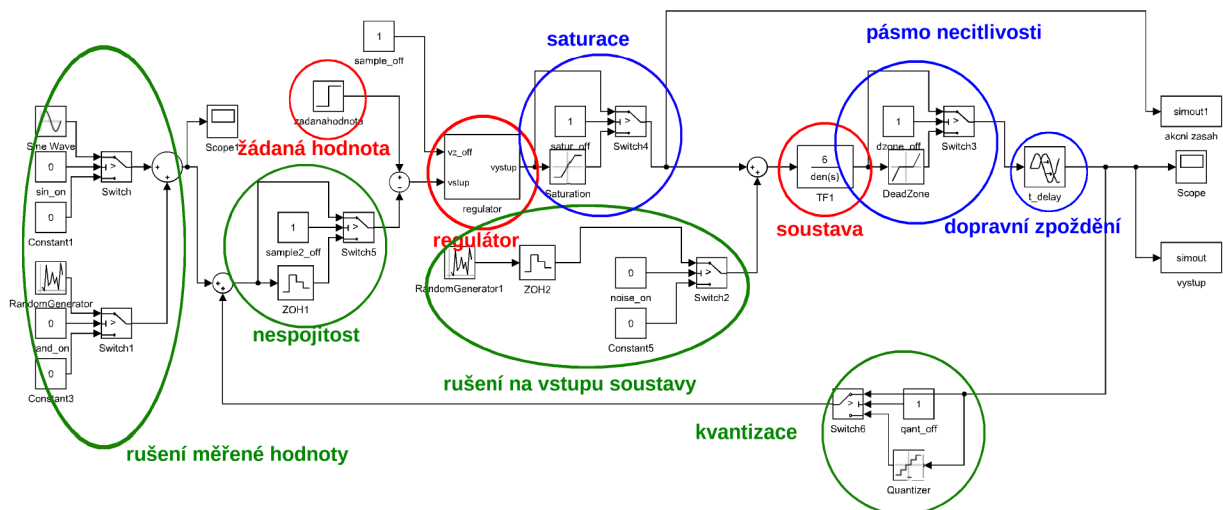 saturace
pásmo necitlivosti
1
sample_off
zadanahodnota
žádaná hodnota
Sine Wave
0
sin_on
Switch
0
Constant1
Scope1
RandomGenerator
0
and_on
Switch1
0
Constant3
rušení měřené hodnoty
1
sample2_off
Switch5
ZOH1
nespojitost
vz_off
vstup
vystup
regulator
regulátor
1
satur_off
Switch4
Saturation
RandomGenerator1
ZOH2
0
noise_on
Switch2
0
Constant5
rušení na vstupu soustavy
6
den(s)
TF1
soustava
1
dzone_off
Switch3
DeadZone
t_delay
dopravní zpoždění
simout1
akcni zasah
Scope
simout
vystup
kvantizace
Switch6
1
qant_off
Quantizer